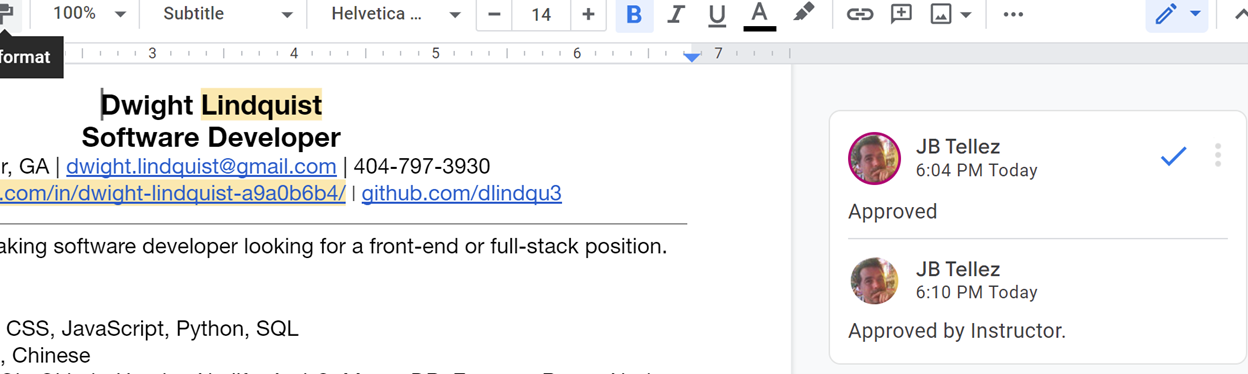 100% Subtitle Helvetica ... 14 B I U A
format
3 4 5 6 7
Dwight Lindquist
Software Developer
r, GA | dwight.lindquist@gmail.com | 404-797-3930
.com/in/dwight-lindquist-a9a0b6b4/ | github.com/dlindqu3
aking software developer looking for a front-end or full-stack position.
CSS, JavaScript, Python, SQL
, Chinese
JB Tellez
6:04 PM Today
Approved
JB Tellez
6:10 PM Today
Approved by Instructor.